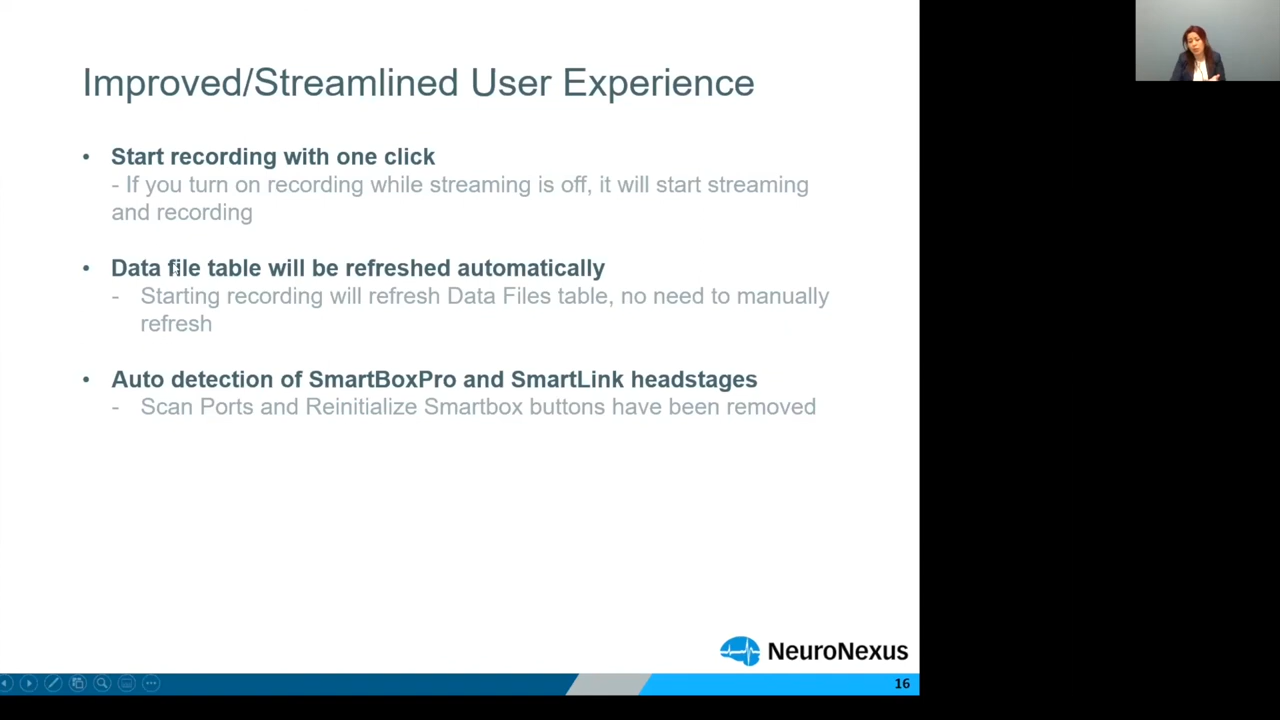 Improved/Streamlined User Experience
• Start recording with one click
- If you turn on recording while streaming is off, it will start streaming
and recording
• Data file table will be refreshed automatically
- Starting recording will refresh Data Files table, no need to manually
refresh
• Auto detection of SmartBoxPro and SmartLink headstages
- Scan Ports and Reinitialize Smartbox buttons have been removed
NeuroNexus
16